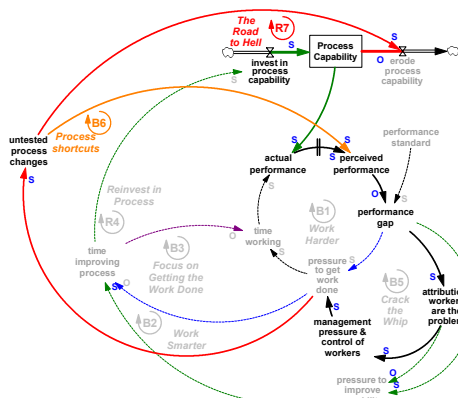 The Road
to Hell
R7
S
S
Process
Capability
invest in
process
capability
S
O
erode
process
capability
B6
Process
shortcuts
untested
process
changes
S
S
S
S
actual
performance
perceived
performance
performance
standard
O
S
S
performance
gap
Reinvest in
Process
R4
B1
Work
Harder
time
working
S
O
time
improving
process
B3
Focus on
Getting the
Work Done
S
O
pressure
to get
work
done
S
S
B5
Crack
the
Whip
B2
Work
Smarter
S
management
pressure &
control of
workers
worker
are the
S
O
S
pressure to
improve